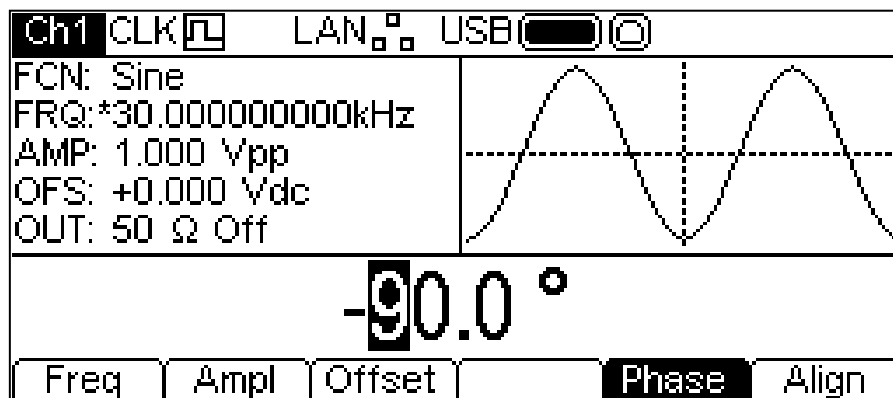 Ch1 CLK LAN USB
FCN: Sine
FRQ:*30.000000000kHz
AMP: 1.000 Vpp
OFS: +0.000 Vdc
OUT: 50 Ω Off
-90.0 °
Freq Ampl Offset Phase Align